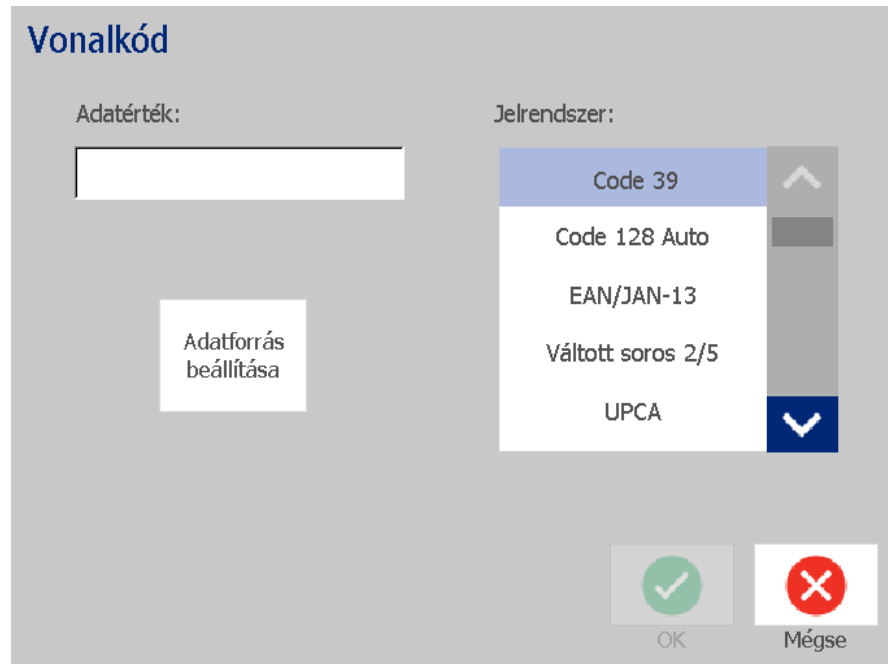 Vonalkód
Adatérték:
Jelrendszer:
Code 39
Code 128 Auto
EAN/JAN-13
Váltott soros 2/5
UPCA
Adatforrás
beállítása
OK
Mégse